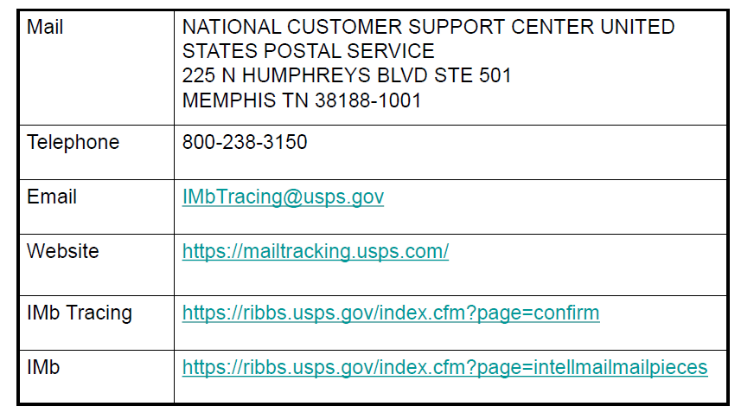 Mail NATIONAL CUSTOMER SUPPORT CENTER UNITED
STATES POSTAL SERVICE
225 N HUMPHREYS BLVD STE 501
MEMPHIS TN 38188-1001
Telephone 800-238-3150
Email IMbTracing@usps.gov
Website https://mailtracking.usps.com/
IMb Tracing https://ribbs.usps.gov/index.cfm?page=confirm
IMb https://ribbs.usps.gov/index.cfm?page=intellmailmailpieces